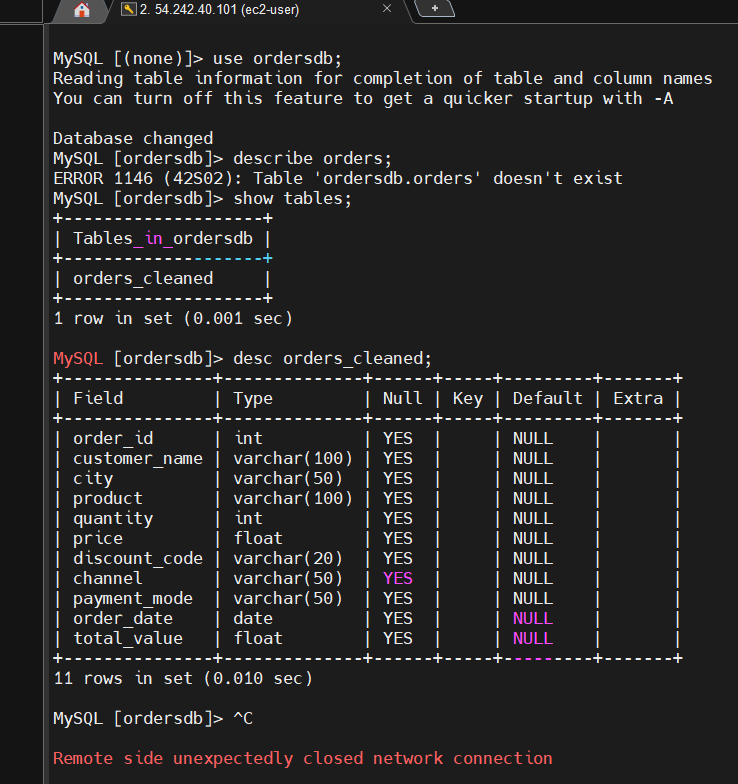 2. 54.242.40.101 (ec2-user)
MySQL [(none)]> use ordersdb;
Reading table information for completion of table and column names
You can turn off this feature to get a quicker startup with -A
Database changed
MySQL [ordersdb]> describe orders;
ERROR 1146 (42S02): Table 'ordersdb.orders' doesn't exist
MySQL [ordersdb]> show tables;
+--------------------+
| Tables_in_ordersdb |
+--------------------+
| orders_cleaned     |
+--------------------+
1 row in set (0.001 sec)
MySQL [ordersdb]> desc orders_cleaned;
+---------------+--------------+------+-----+---------+-------+
| Field         | Type         | Null | Key | Default | Extra |
+---------------+--------------+------+-----+---------+-------+
| order_id      | int          | YES  |     | NULL    |       |
| customer_name | varchar(100) | YES  |     | NULL    |       |
| city          | varchar(50)  | YES  |     | NULL    |       |
| product       | varchar(100) | YES  |     | NULL    |       |
| quantity      | int          | YES  |     | NULL    |       |
| price         | float        | YES  |     | NULL    |       |
| discount_code | varchar(20)  | YES  |     | NULL    |       |
| channel       | varchar(50)  | YES  |     | NULL    |       |
| payment_mode  | varchar(50)  | YES  |     | NULL    |       |
| order_date    | date         | YES  |     | NULL    |       |
| total_value   | float        | YES  |     | NULL    |       |
+---------------+--------------+------+-----+---------+-------+
11 rows in set (0.010 sec)
MySQL [ordersdb]> ^C
Remote side unexpectedly closed network connection